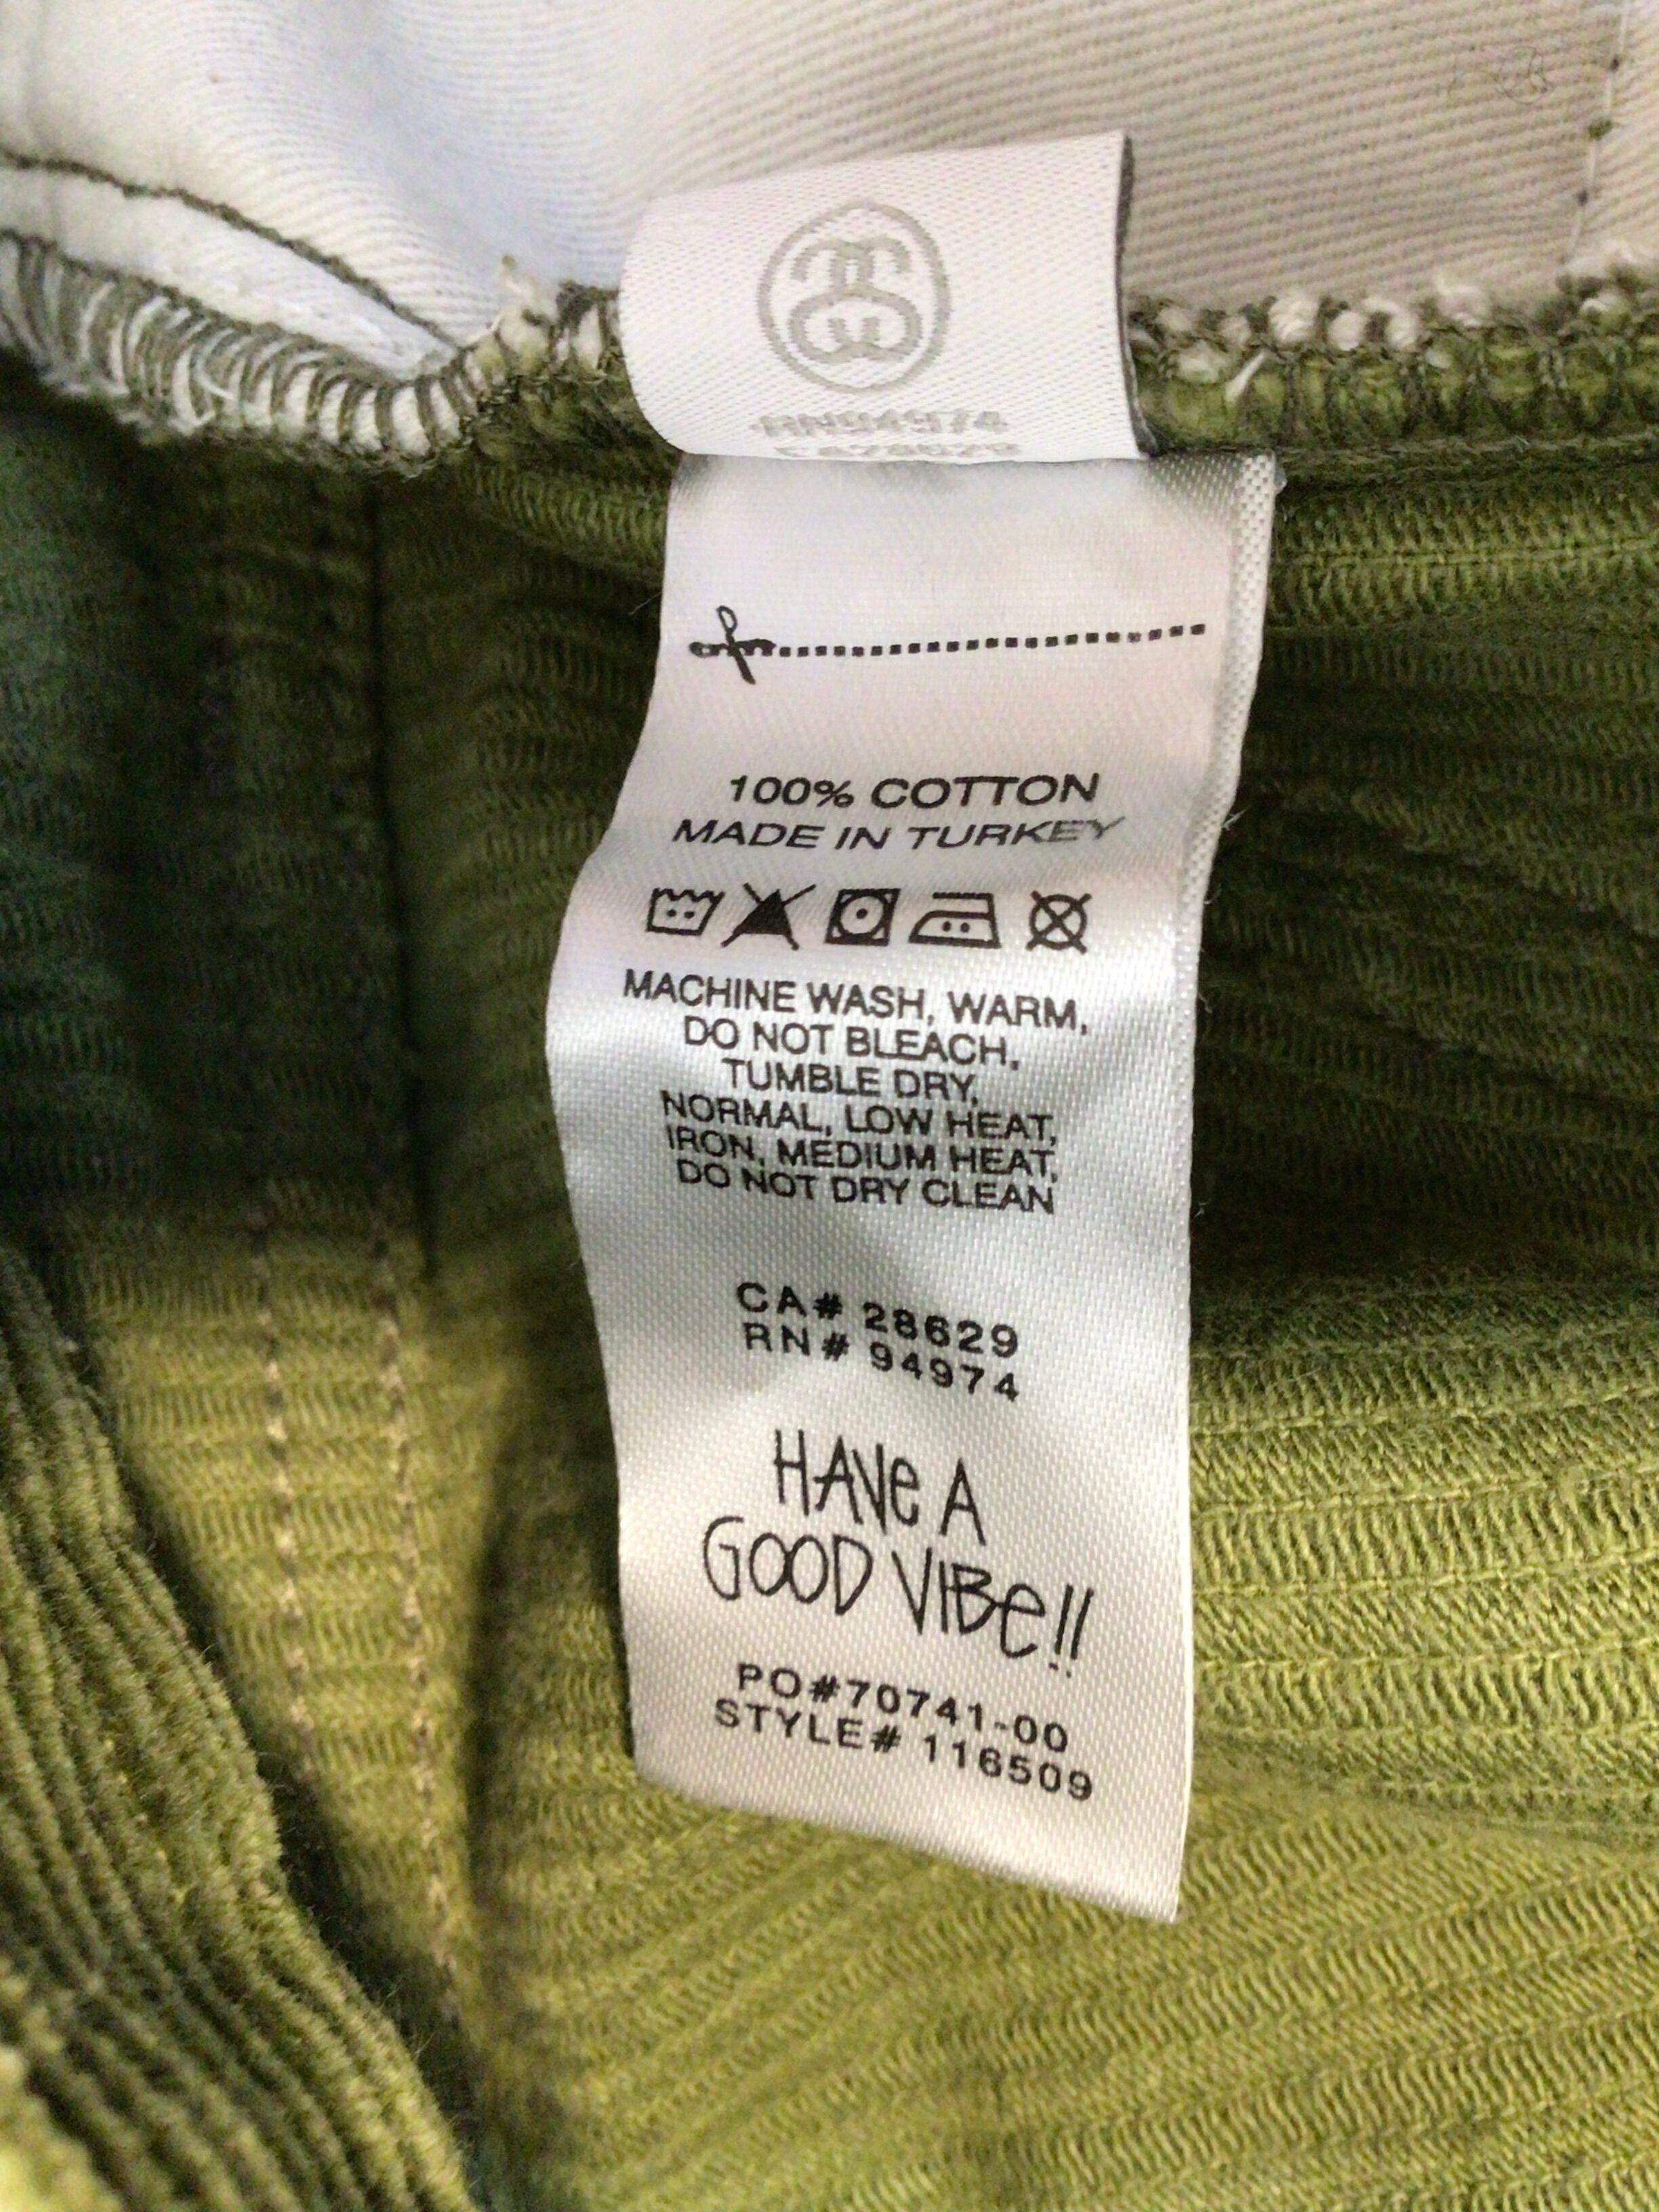 RN94974
100% COTTON
MADE IN TURKEY
MACHINE WASH, WARM,
DO NOT BLEACH,
TUMBLE DRY,
NORMAL, LOW HEAT,
IRON, MEDIUM HEAT,
DO NOT DRY CLEAN
CA# 28629
RN# 94974
HAVe A
GOOD VIBe!!
PO#70741-00
STYLE# 116509